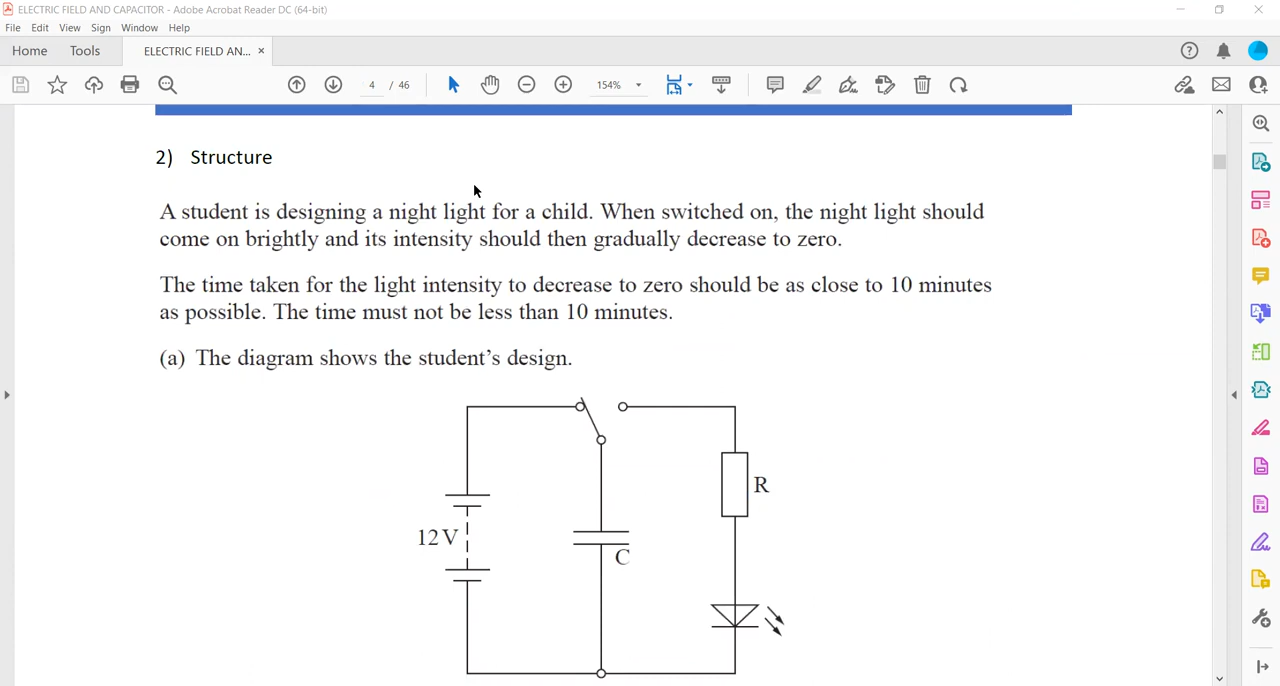 ELECTRIC FIELD AND CAPACITOR - Adobe Acrobat Reader DC (64-bit)
File Edit View Sign Window Help
Home Tools ELECTRIC FIELD AN... ×
4 / 46 154%
2) Structure
A student is designing a night light for a child. When switched on, the night light should
come on brightly and its intensity should then gradually decrease to zero.
The time taken for the light intensity to decrease to zero should be as close to 10 minutes
as possible. The time must not be less than 10 minutes.
(a) The diagram shows the student's design.
R
12 V
C